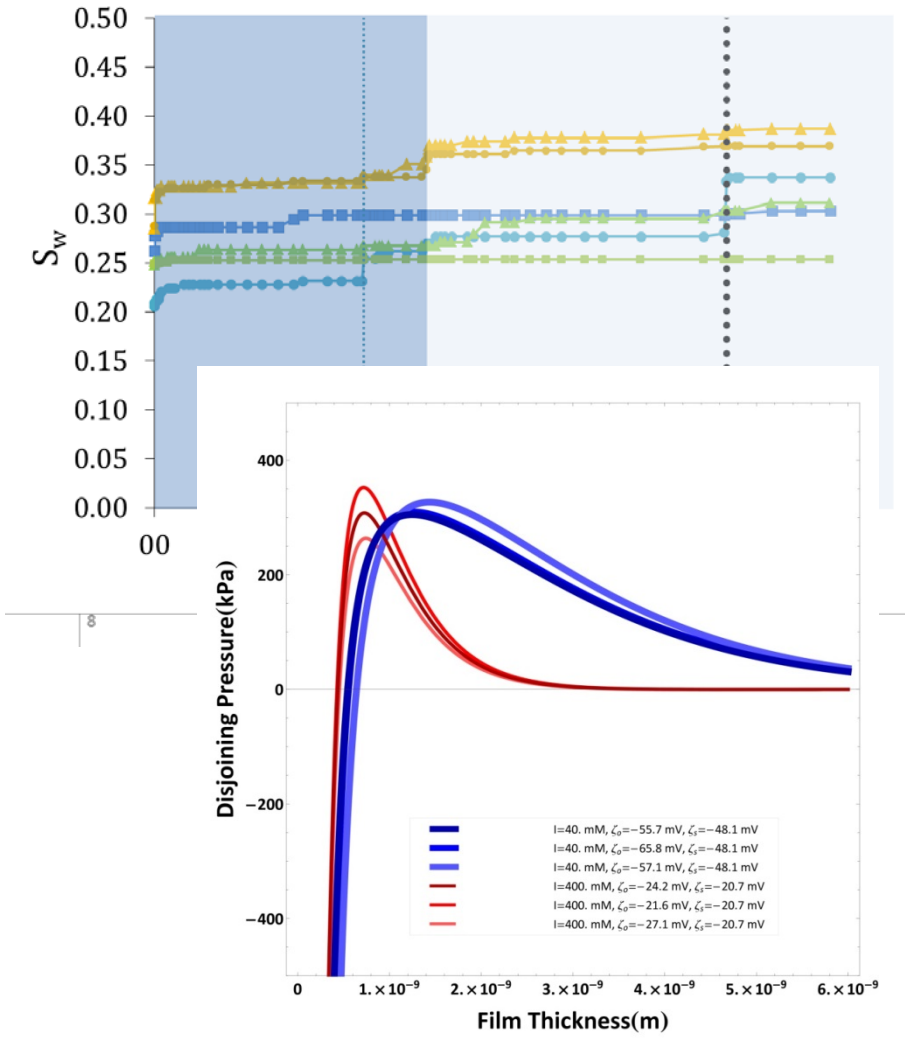 0.50
0.45
0.40
0.35
0.30
0.25
0.20
0.15
0.10
0.05
0.00
S_w
00
8
400
200
0
−200
−400
Disjoining Pressure(kPa)
I=40. mM, ζₒ=−55.7 mV, ζₛ=−48.1 mV
I=40. mM, ζₒ=−65.8 mV, ζₛ=−48.1 mV
I=40. mM, ζₒ=−57.1 mV, ζₛ=−48.1 mV
I=400. mM, ζₒ=−24.2 mV, ζₛ=−20.7 mV
I=400. mM, ζₒ=−21.6 mV, ζₛ=−20.7 mV
I=400. mM, ζₒ=−27.1 mV, ζₛ=−20.7 mV
0 1.×10⁻⁹ 2.×10⁻⁹ 3.×10⁻⁹ 4.×10⁻⁹ 5.×10⁻⁹ 6.×10⁻⁹
Film Thickness(m)